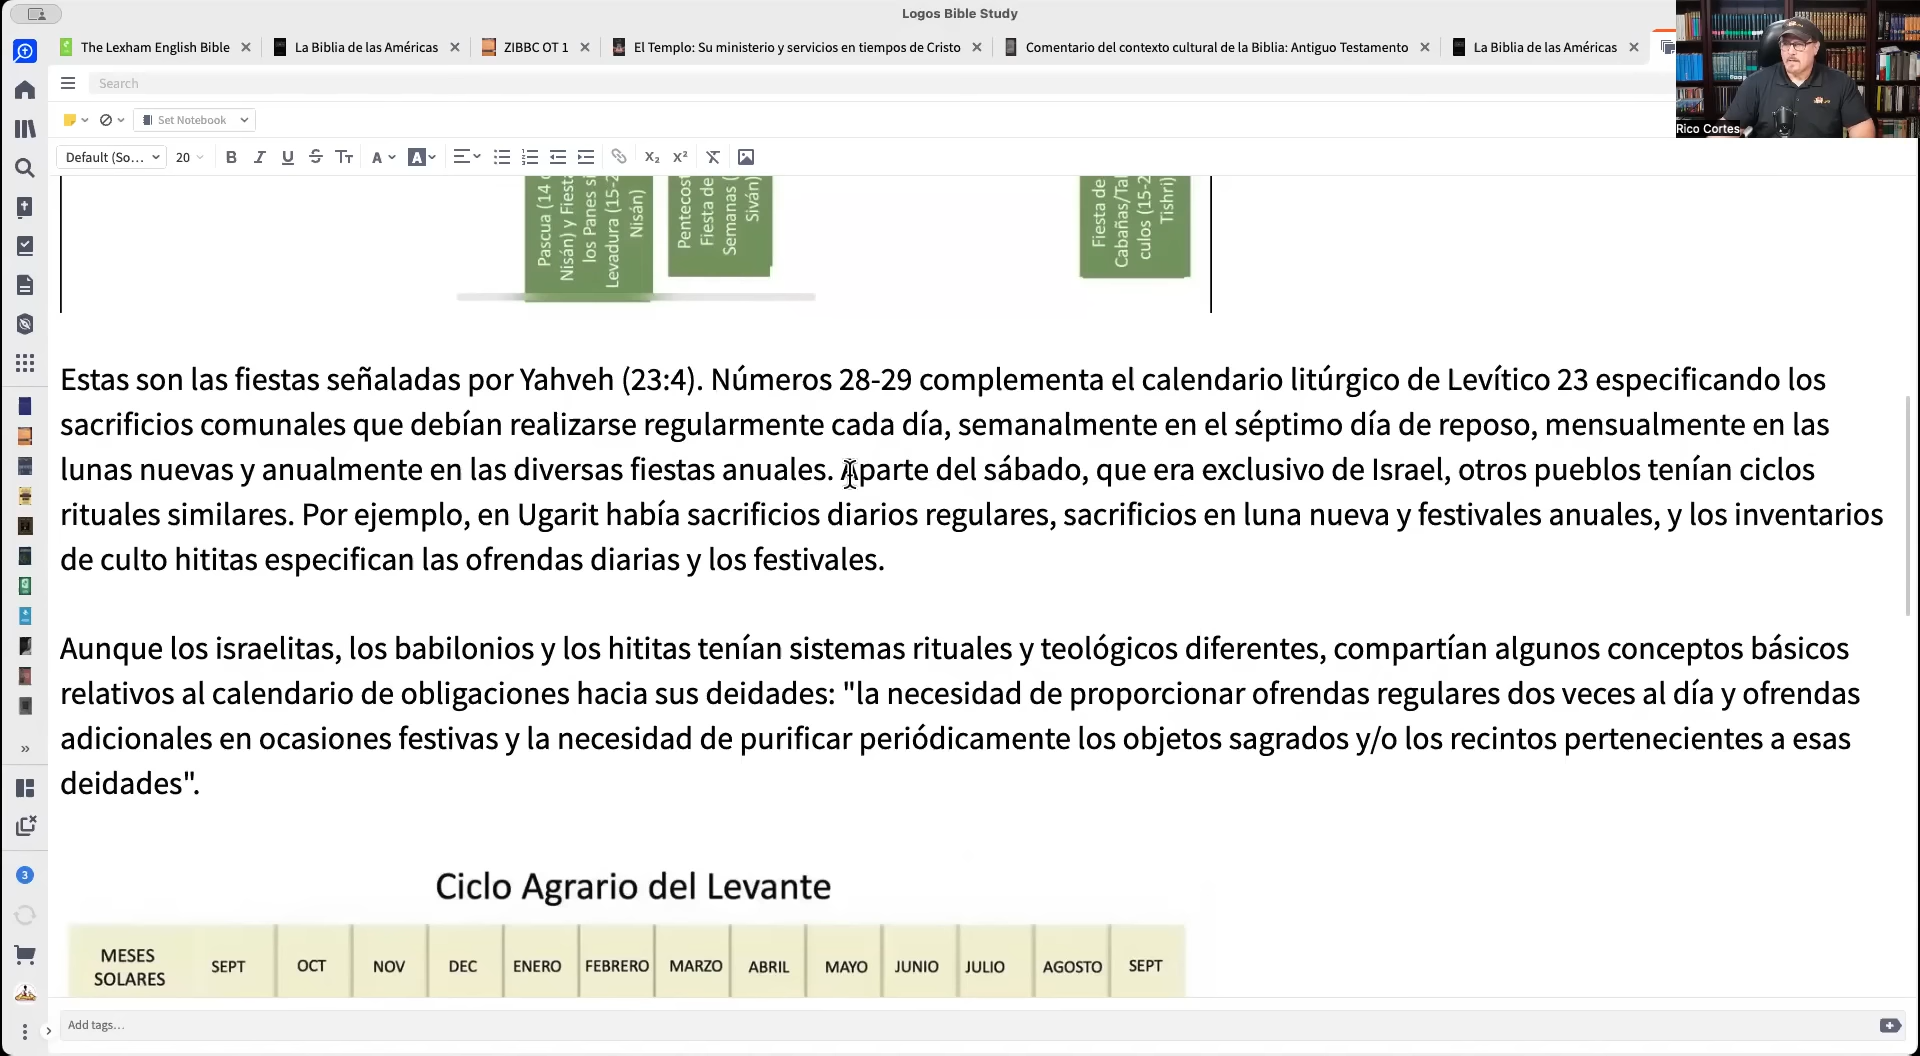 Logos Bible Study
The Lexham English Bible
La Biblia de las Américas
ZIBBC OT 1
El Templo: Su ministerio y servicios en tiempos de Cristo
Comentario del contexto cultural de la Biblia: Antiguo Testamento
La Biblia de las Américas
Search
Rico Cortes
Set Notebook
Default (So...
20
Pascua (14
Nisán) y Fiest
los Panes si
Levadura (15-2
Nisán)
Pentecos
Fiesta de
Semanas (
Siván)
Fiesta de
Cabañas/Ta
culos (15-2
Tishri)
Estas son las fiestas señaladas por Yahveh (23:4). Números 28-29 complementa el calendario litúrgico de Levítico 23 especificando los
sacrificios comunales que debían realizarse regularmente cada día, semanalmente en el séptimo día de reposo, mensualmente en las
lunas nuevas y anualmente en las diversas fiestas anuales. Aparte del sábado, que era exclusivo de Israel, otros pueblos tenían ciclos
rituales similares. Por ejemplo, en Ugarit había sacrificios diarios regulares, sacrificios en luna nueva y festivales anuales, y los inventarios
de culto hititas especifican las ofrendas diarias y los festivales.
Aunque los israelitas, los babilonios y los hititas tenían sistemas rituales y teológicos diferentes, compartían algunos conceptos básicos
relativos al calendario de obligaciones hacia sus deidades: "la necesidad de proporcionar ofrendas regulares dos veces al día y ofrendas
adicionales en ocasiones festivas y la necesidad de purificar periódicamente los objetos sagrados y/o los recintos pertenecientes a esas
deidades".
Ciclo Agrario del Levante
MESES SOLARES SEPT OCT NOV DEC ENERO FEBRERO MARZO ABRIL MAYO JUNIO JULIO AGOSTO SEPT
3
Add tags...